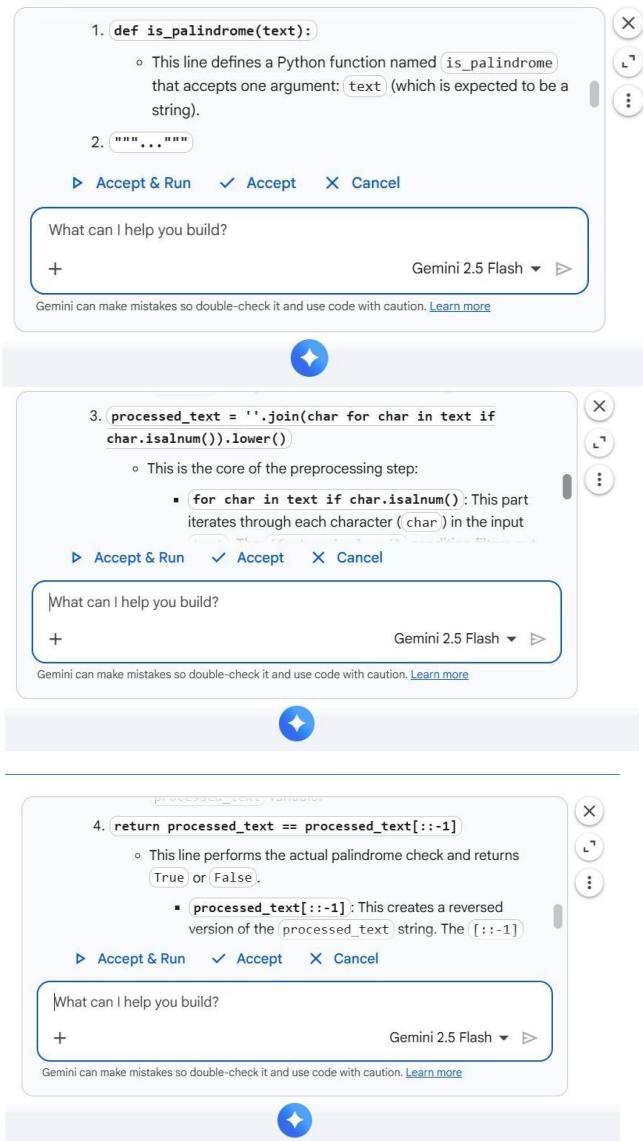 1. def is_palindrome(text):
◦ This line defines a Python function named is_palindrome
that accepts one argument: text (which is expected to be a
string).
2. """..."""
Accept & Run Accept Cancel
What can I help you build?
+ Gemini 2.5 Flash
Gemini can make mistakes so double-check it and use code with caution. Learn more
3. processed_text = ''.join(char for char in text if
char.isalnum()).lower()
◦ This is the core of the preprocessing step:
▪ for char in text if char.isalnum() : This part
iterates through each character ( char ) in the input
Accept & Run Accept Cancel
What can I help you build?
+ Gemini 2.5 Flash
Gemini can make mistakes so double-check it and use code with caution. Learn more
4. return processed_text == processed_text[::-1]
◦ This line performs the actual palindrome check and returns
True or False .
▪ processed_text[::-1] : This creates a reversed
version of the processed_text string. The [::-1]
Accept & Run Accept Cancel
What can I help you build?
+ Gemini 2.5 Flash
Gemini can make mistakes so double-check it and use code with caution. Learn more